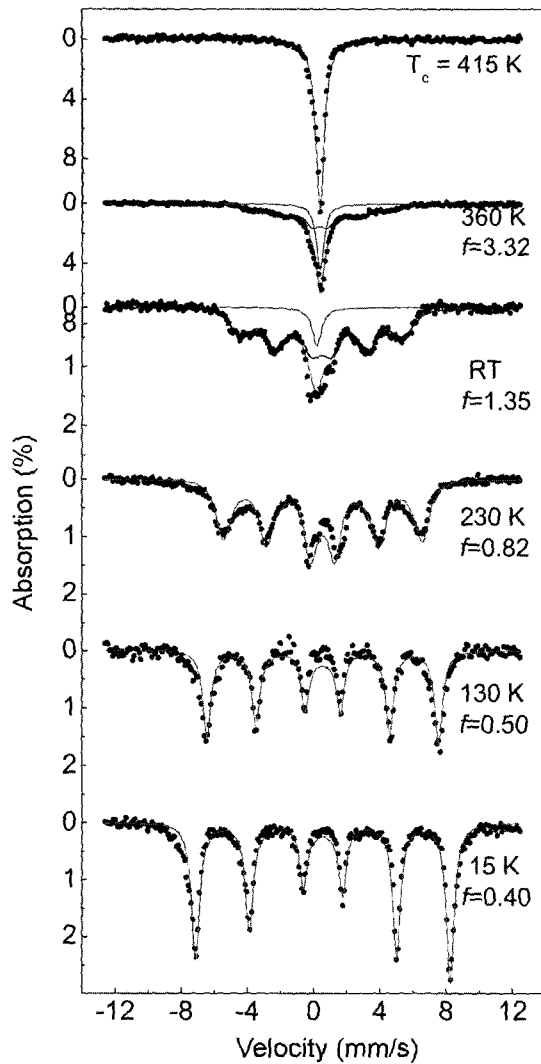 0
4
8
T_c = 415 K
0
4
360 K
f=3.32
0
8
1
2
RT
f=1.35
0
1
2
230 K
f=0.82
0
1
2
130 K
f=0.50
0
1
2
15 K
f=0.40
Absorption (%)
-12 -8 -4 0 4 8 12
Velocity (mm/s)